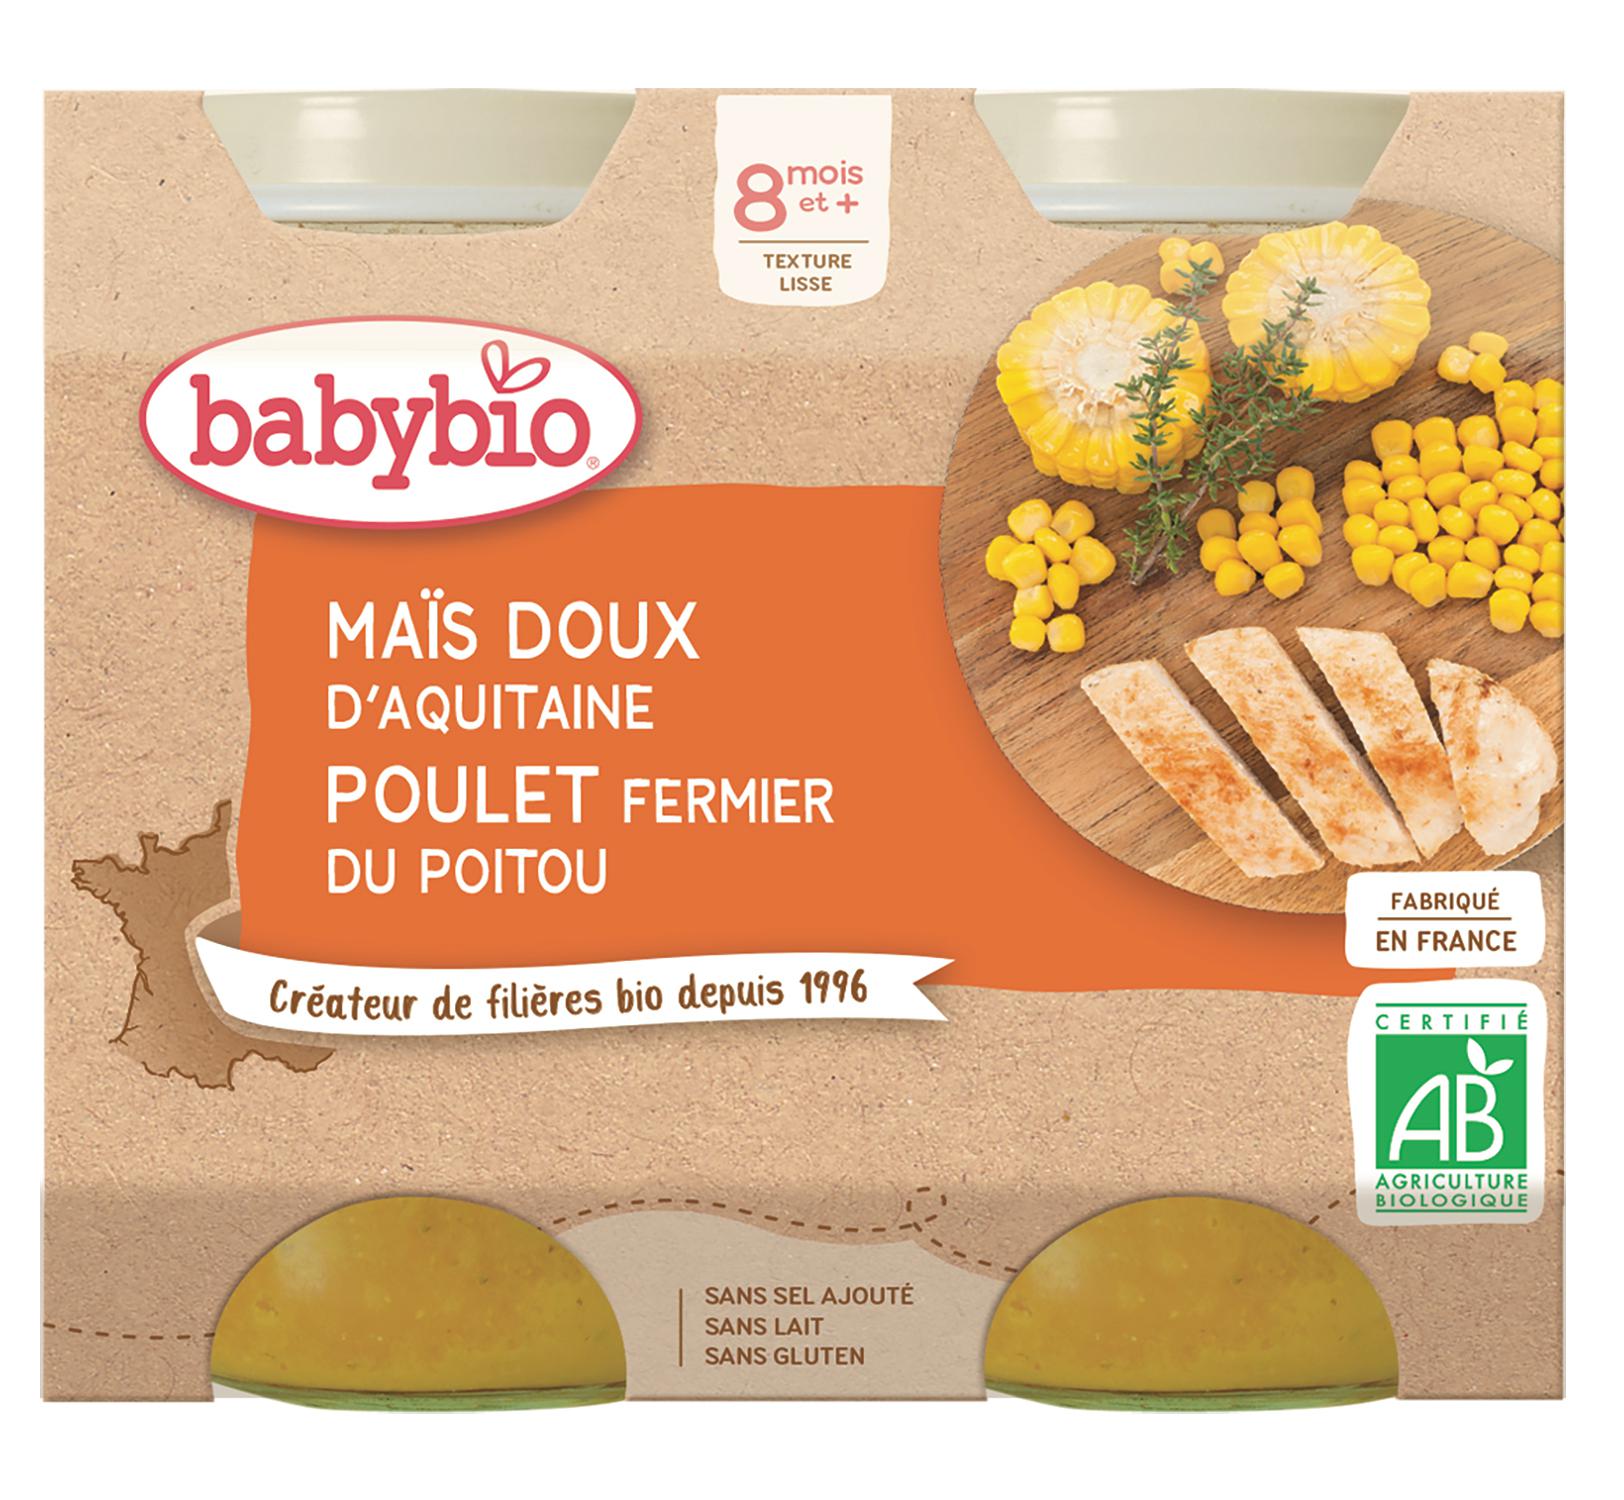 8 mois
et +
TEXTURE
LISSE
babybio®
MAÏS DOUX
D'AQUITAINE
POULET FERMIER
DU POITOU
Créateur de filières bio depuis 1996
FABRIQUÉ
EN FRANCE
CERTIFIÉ
AB
AGRICULTURE
BIOLOGIQUE
SANS SEL AJOUTÉ
SANS LAIT
SANS GLUTEN